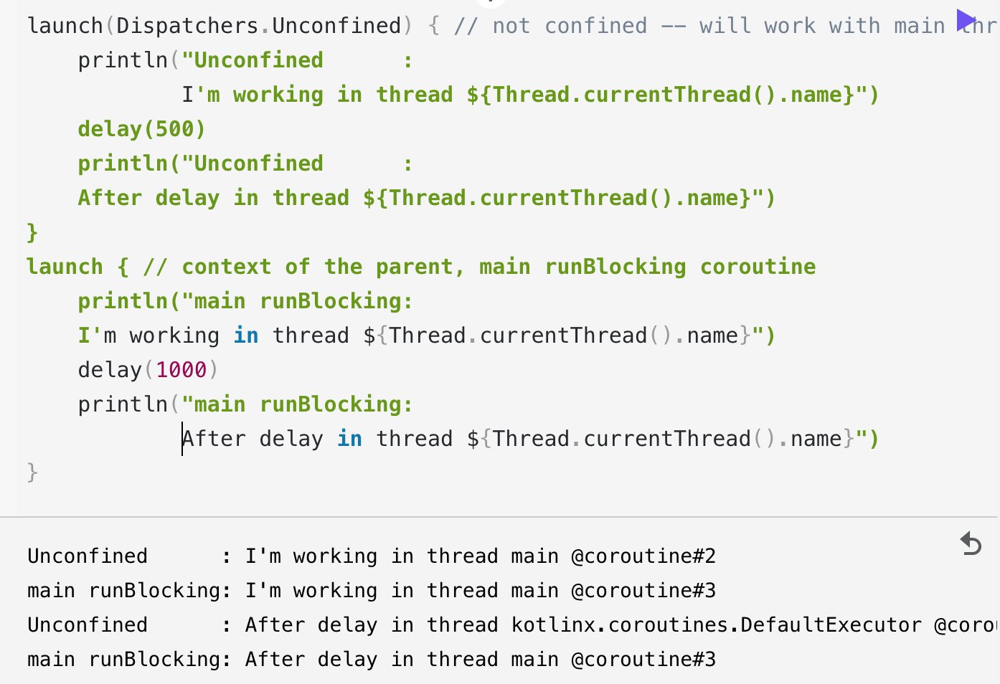 launch(Dispatchers.Unconfined) { // not confined -- will work with main thr
    println("Unconfined      :
            I'm working in thread ${Thread.currentThread().name}")
    delay(500)
    println("Unconfined      :
    After delay in thread ${Thread.currentThread().name}")
}
launch { // context of the parent, main runBlocking coroutine
    println("main runBlocking:
    I'm working in thread ${Thread.currentThread().name}")
    delay(1000)
    println("main runBlocking:
            After delay in thread ${Thread.currentThread().name}")
}
Unconfined      : I'm working in thread main @coroutine#2
main runBlocking: I'm working in thread main @coroutine#3
Unconfined      : After delay in thread kotlinx.coroutines.DefaultExecutor @coro
main runBlocking: After delay in thread main @coroutine#3